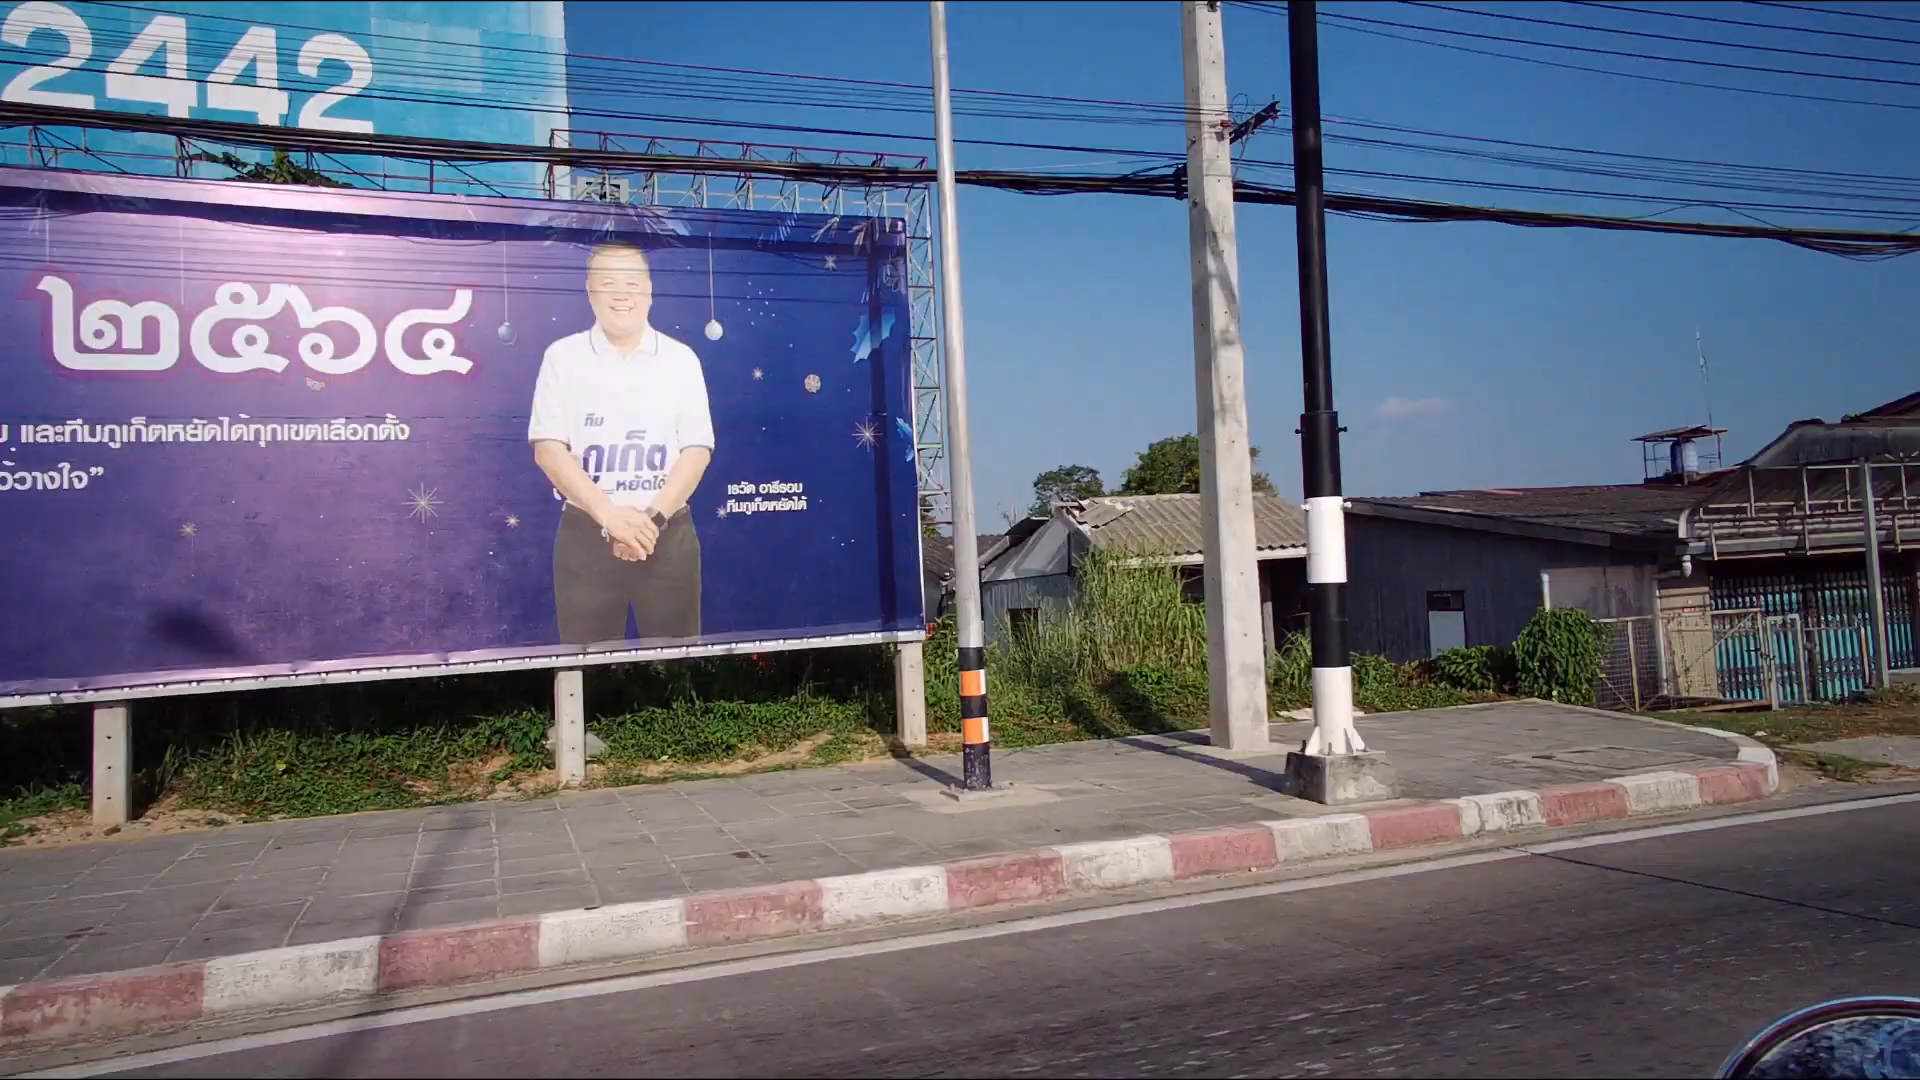 2442
๒๕๖๔
และทีมภูเก็ตหยัดได้ทุกเขตเลือกตั้ง
ว้วางใจ”
ทีม
ภูเก็ต
หยัดได้
เรวัต อารีรอบ
ทีมภูเก็ตหยัดได้